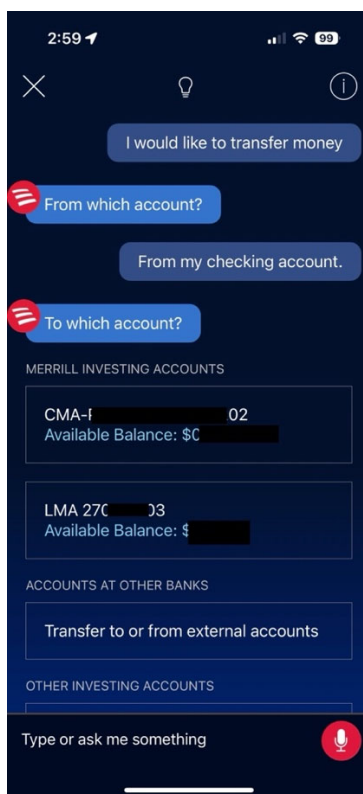 2:59
99
I would like to transfer money
From which account?
From my checking account.
To which account?
MERRILL INVESTING ACCOUNTS
CMA- 02
Available Balance: $0
LMA 270 03
Available Balance: $
ACCOUNTS AT OTHER BANKS
Transfer to or from external accounts
OTHER INVESTING ACCOUNTS
Type or ask me something